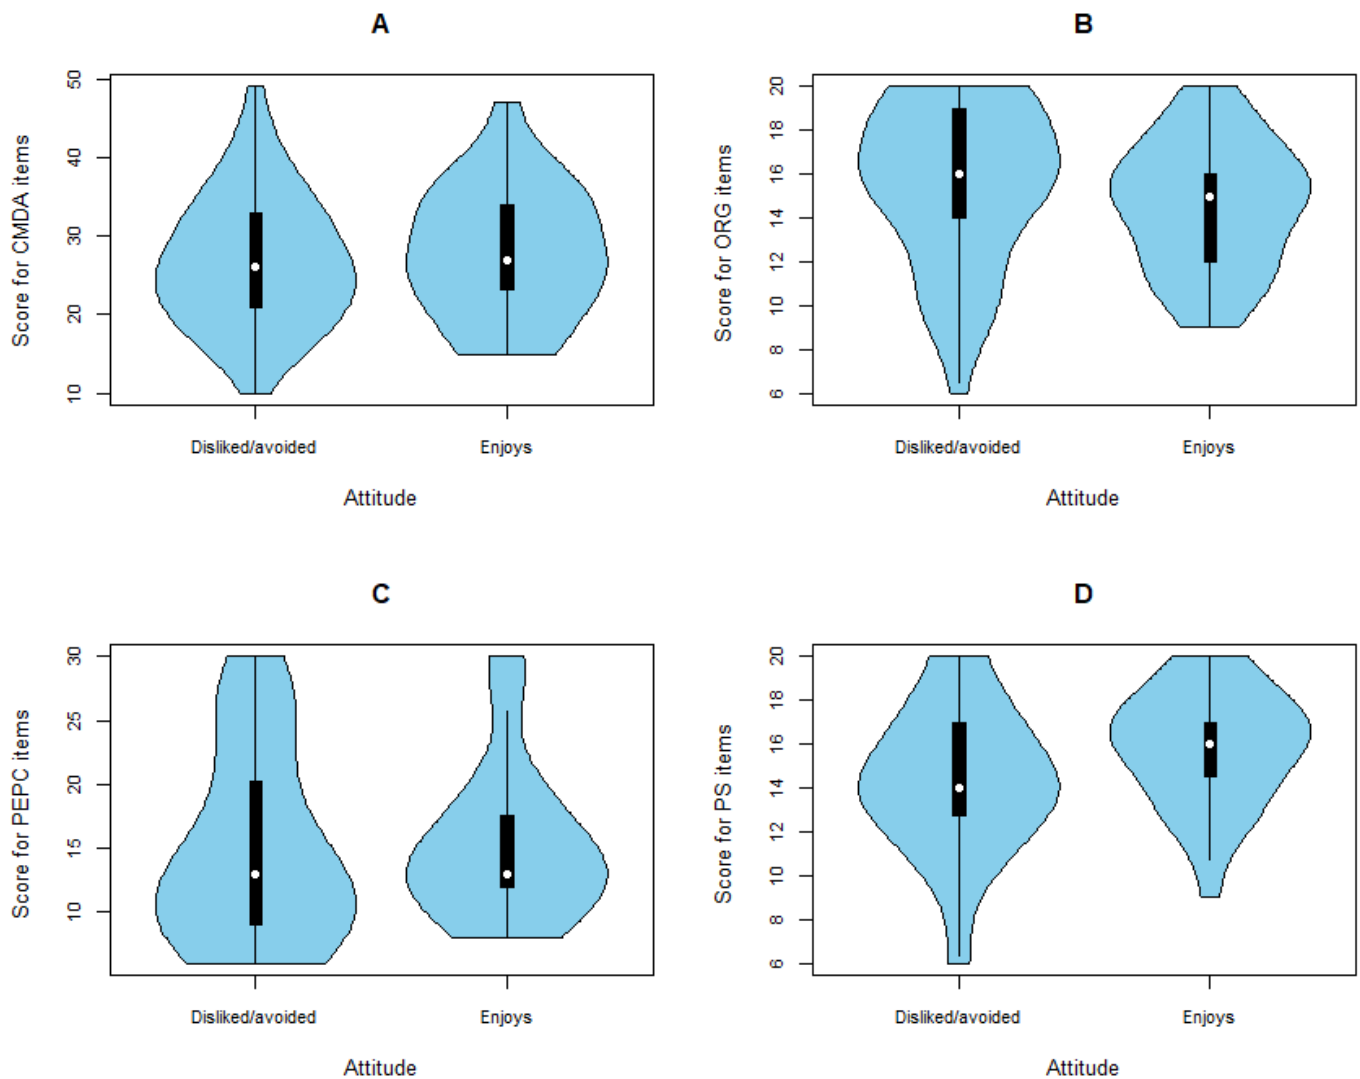 A
Score for CMDA items
50
40
30
20
10
Disliked/avoided
Enjoys
Attitude
B
Score for ORG items
20
18
16
14
12
10
8
6
Disliked/avoided
Enjoys
Attitude
C
Score for PEPC items
30
25
20
15
10
Disliked/avoided
Enjoys
Attitude
D
Score for PS items
20
18
16
14
12
10
8
6
Disliked/avoided
Enjoys
Attitude